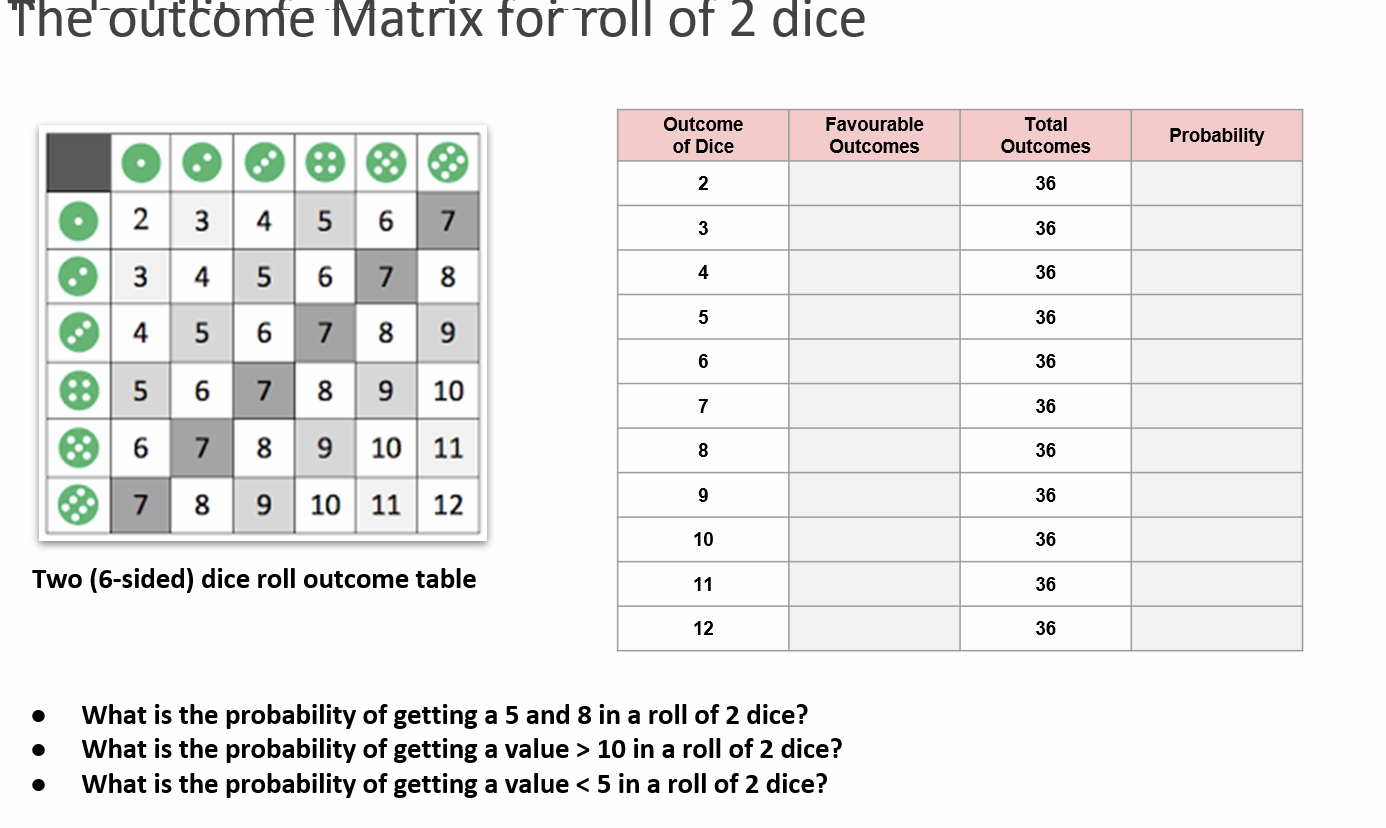 The outcome Matrix for roll of 2 dice
2 3 4 5 6 7
3 4 5 6 7 8
4 5 6 7 8 9
5 6 7 8 9 10
6 7 8 9 10 11
7 8 9 10 11 12
Two (6-sided) dice roll outcome table
Outcome of Dice Favourable Outcomes Total Outcomes Probability
2 36
3 36
4 36
5 36
6 36
7 36
8 36
9 36
10 36
11 36
12 36
● What is the probability of getting a 5 and 8 in a roll of 2 dice?
● What is the probability of getting a value > 10 in a roll of 2 dice?
● What is the probability of getting a value < 5 in a roll of 2 dice?